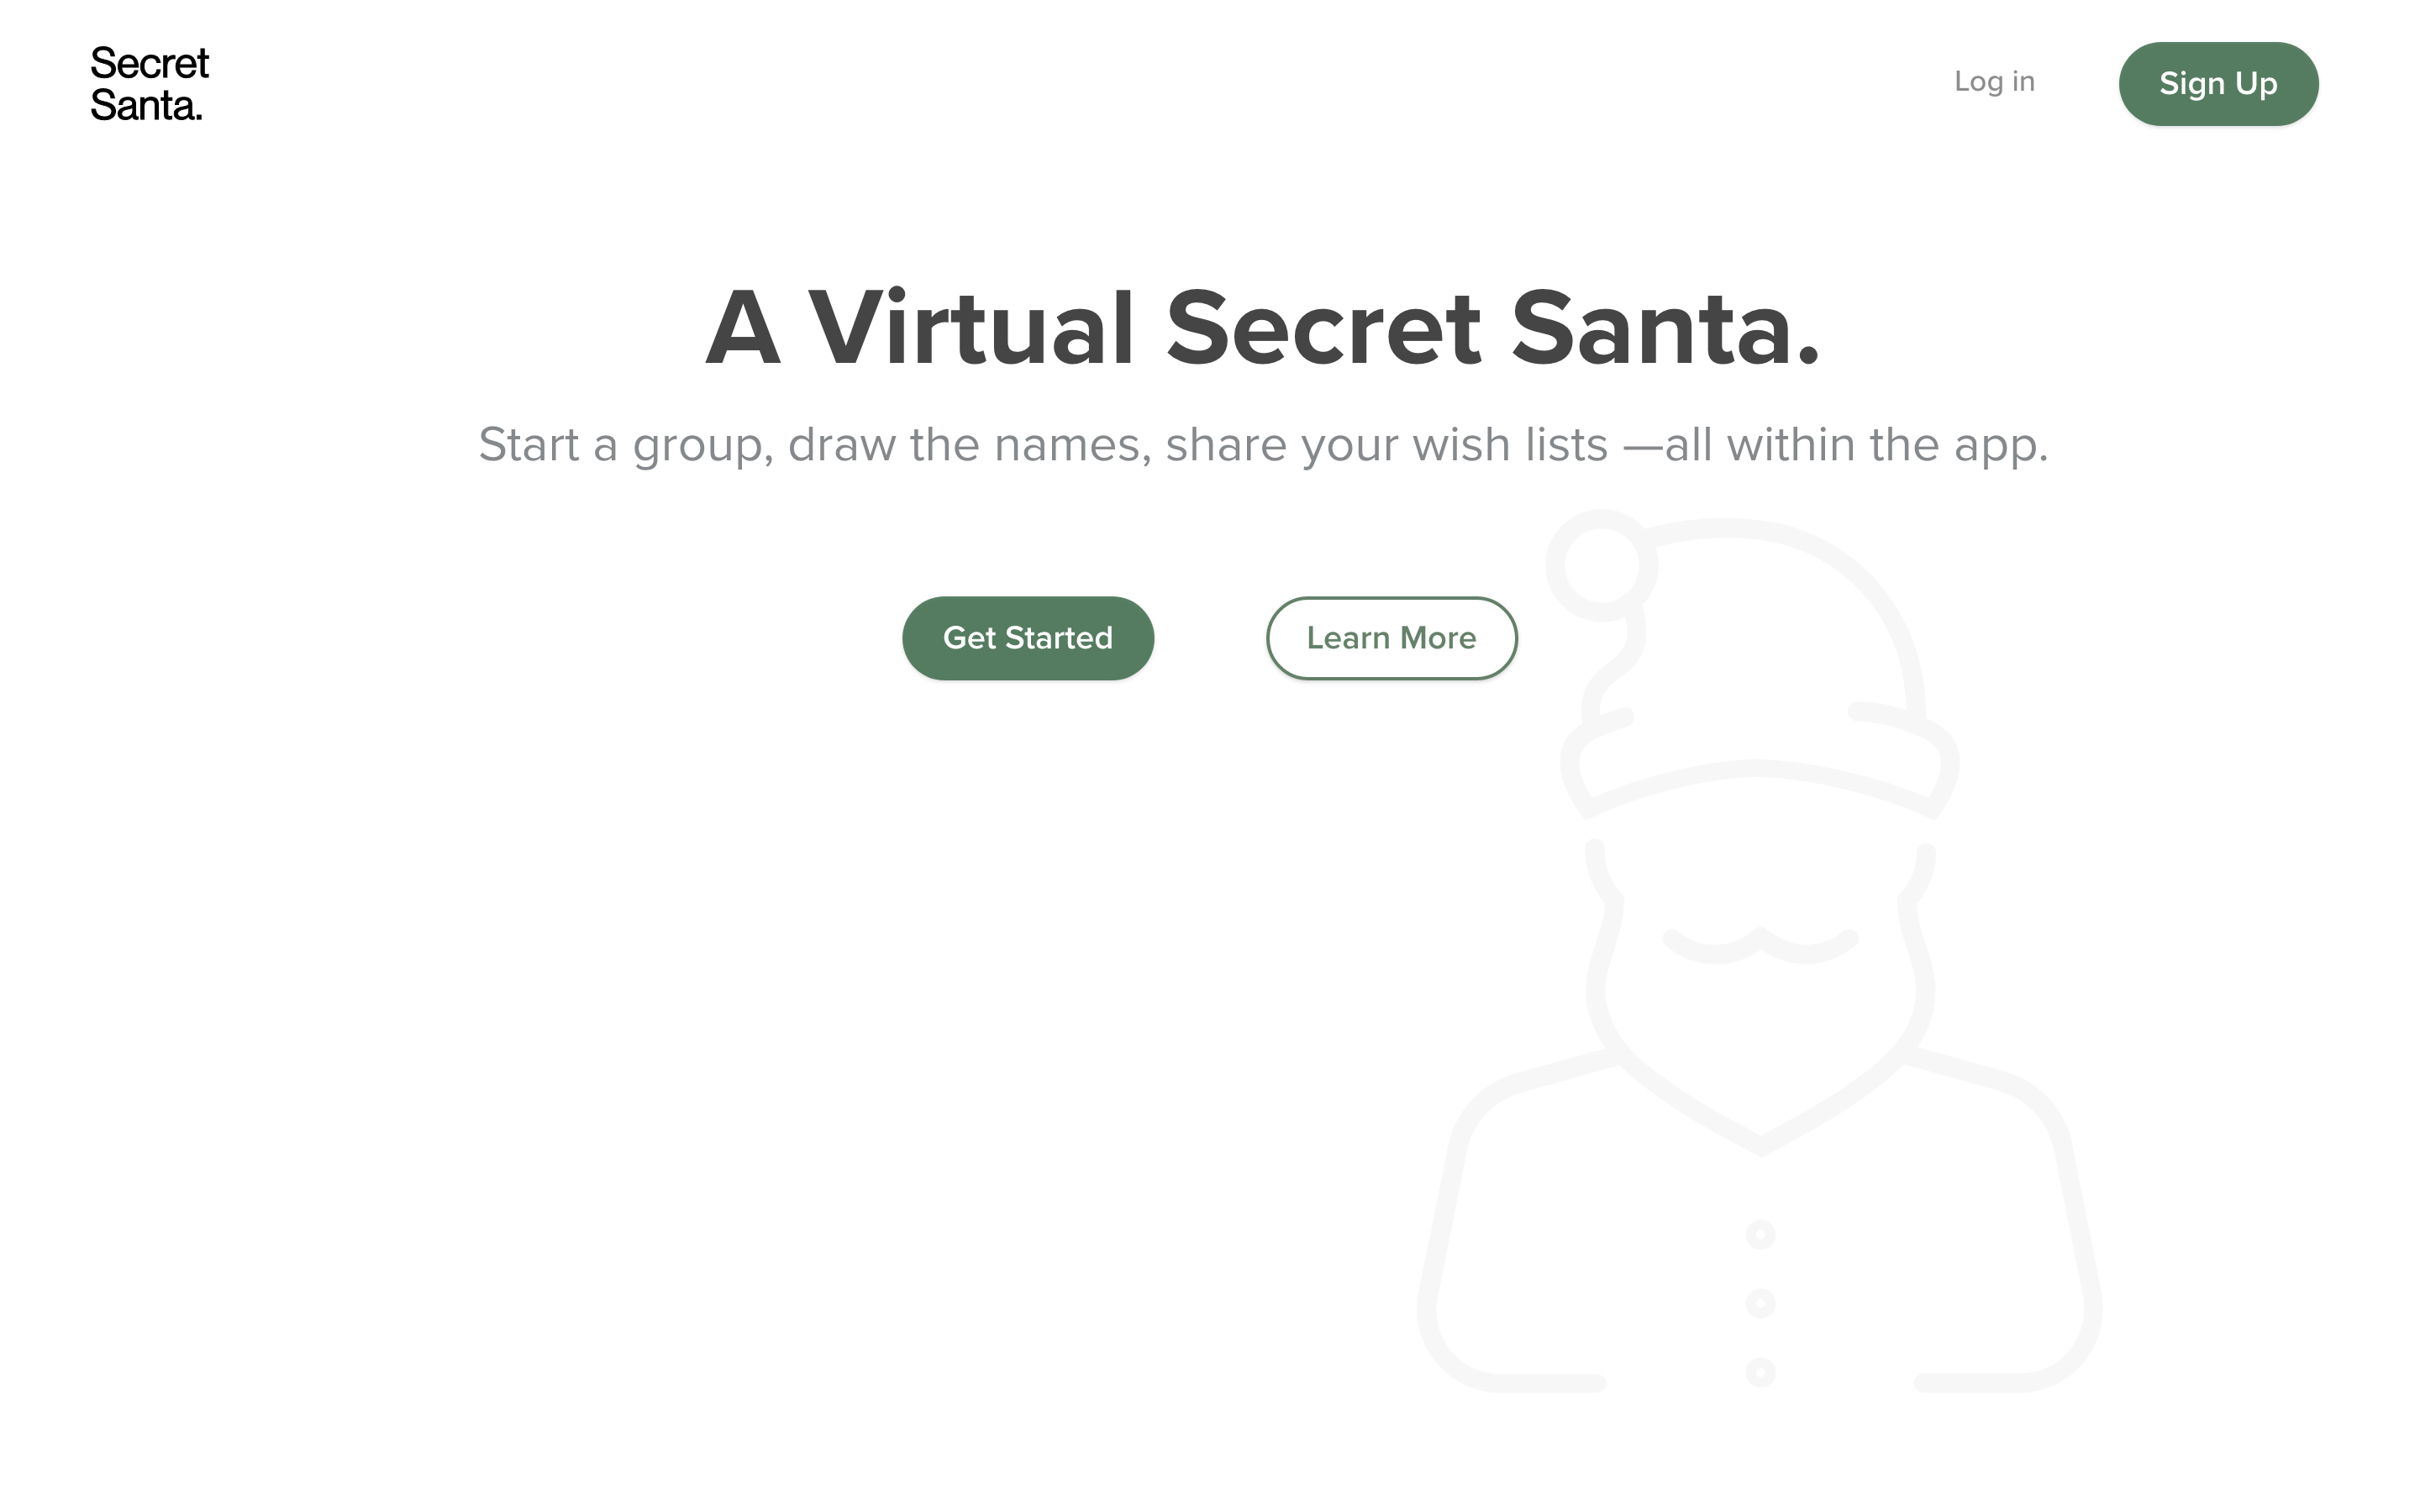 Secret
Santa.
Log in
Sign Up
A Virtual Secret Santa.
Start a group, draw the names, share your wish lists —all within the app.
Get Started
Learn More